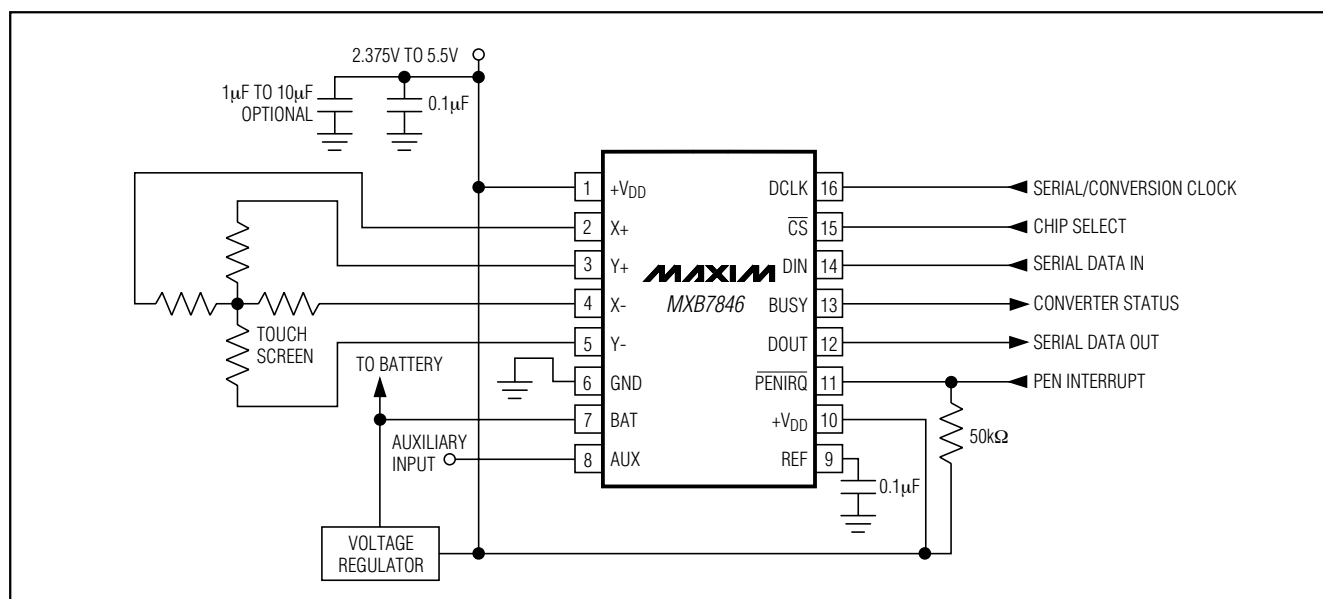 2.375V TO 5.5V
1µF TO 10µF
OPTIONAL
0.1µF
1 +VDD
2 X+
3 Y+
4 X-
5 Y-
6 GND
7 BAT
8 AUX
MAXIM
MXB7846
DCLK 16
CS 15
DIN 14
BUSY 13
DOUT 12
PENIRQ 11
+VDD 10
REF 9
SERIAL/CONVERSION CLOCK
CHIP SELECT
SERIAL DATA IN
CONVERTER STATUS
SERIAL DATA OUT
PEN INTERRUPT
TOUCH
SCREEN
TO BATTERY
AUXILIARY
INPUT
50kΩ
0.1µF
VOLTAGE
REGULATOR